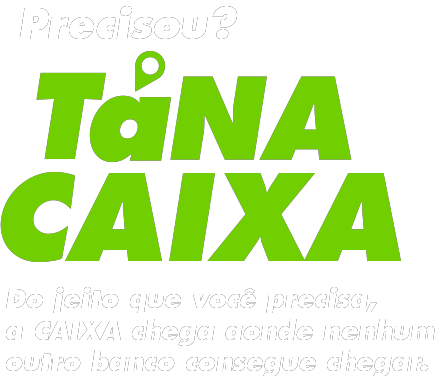 Precisou?
TáNA
CAIXA
Do jeito que você precisa,
a CAIXA chega aonde nenhum
outro banco consegue chegar.